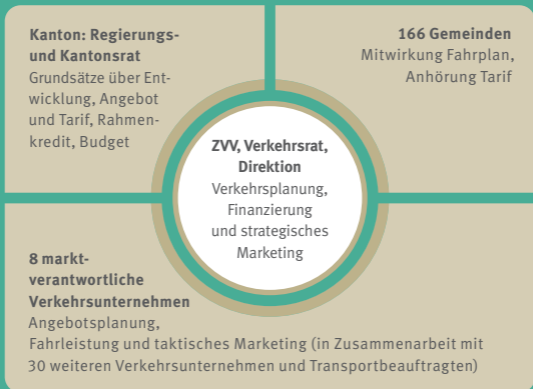 Kanton: Regierungs-
und Kantonsrat
Grundsätze über Ent-
wicklung, Angebot
und Tarif, Rahmen-
kredit, Budget
166 Gemeinden
Mitwirkung Fahrplan,
Anhörung Tarif
ZVV, Verkehrsrat,
Direktion
Verkehrsplanung,
Finanzierung
und strategisches
Marketing
8 markt-
verantwortliche
Verkehrsunternehmen
Angebotsplanung,
Fahrleistung und taktisches Marketing (in Zusammenarbeit mit
30 weiteren Verkehrsunternehmen und Transportbeauftragten)